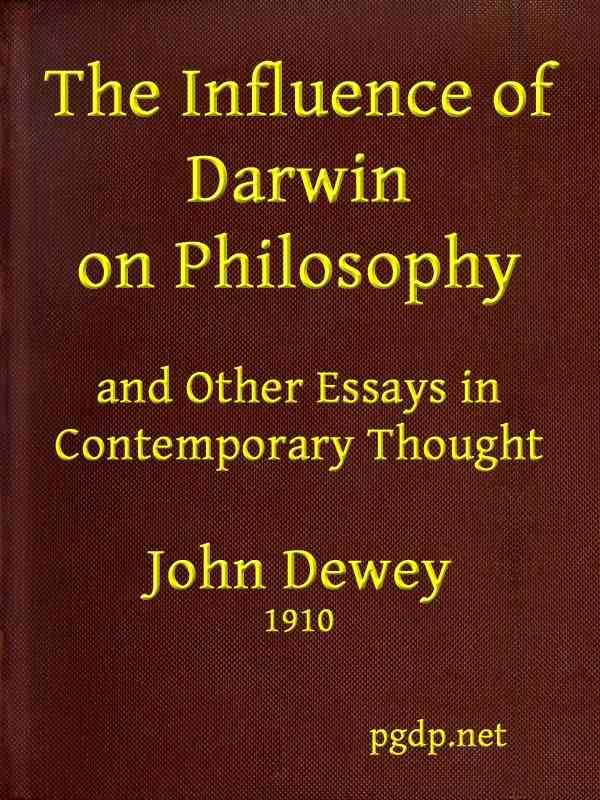 The Influence of
Darwin
on Philosophy
and Other Essays in
Contemporary Thought
John Dewey
1910
pgdp.net